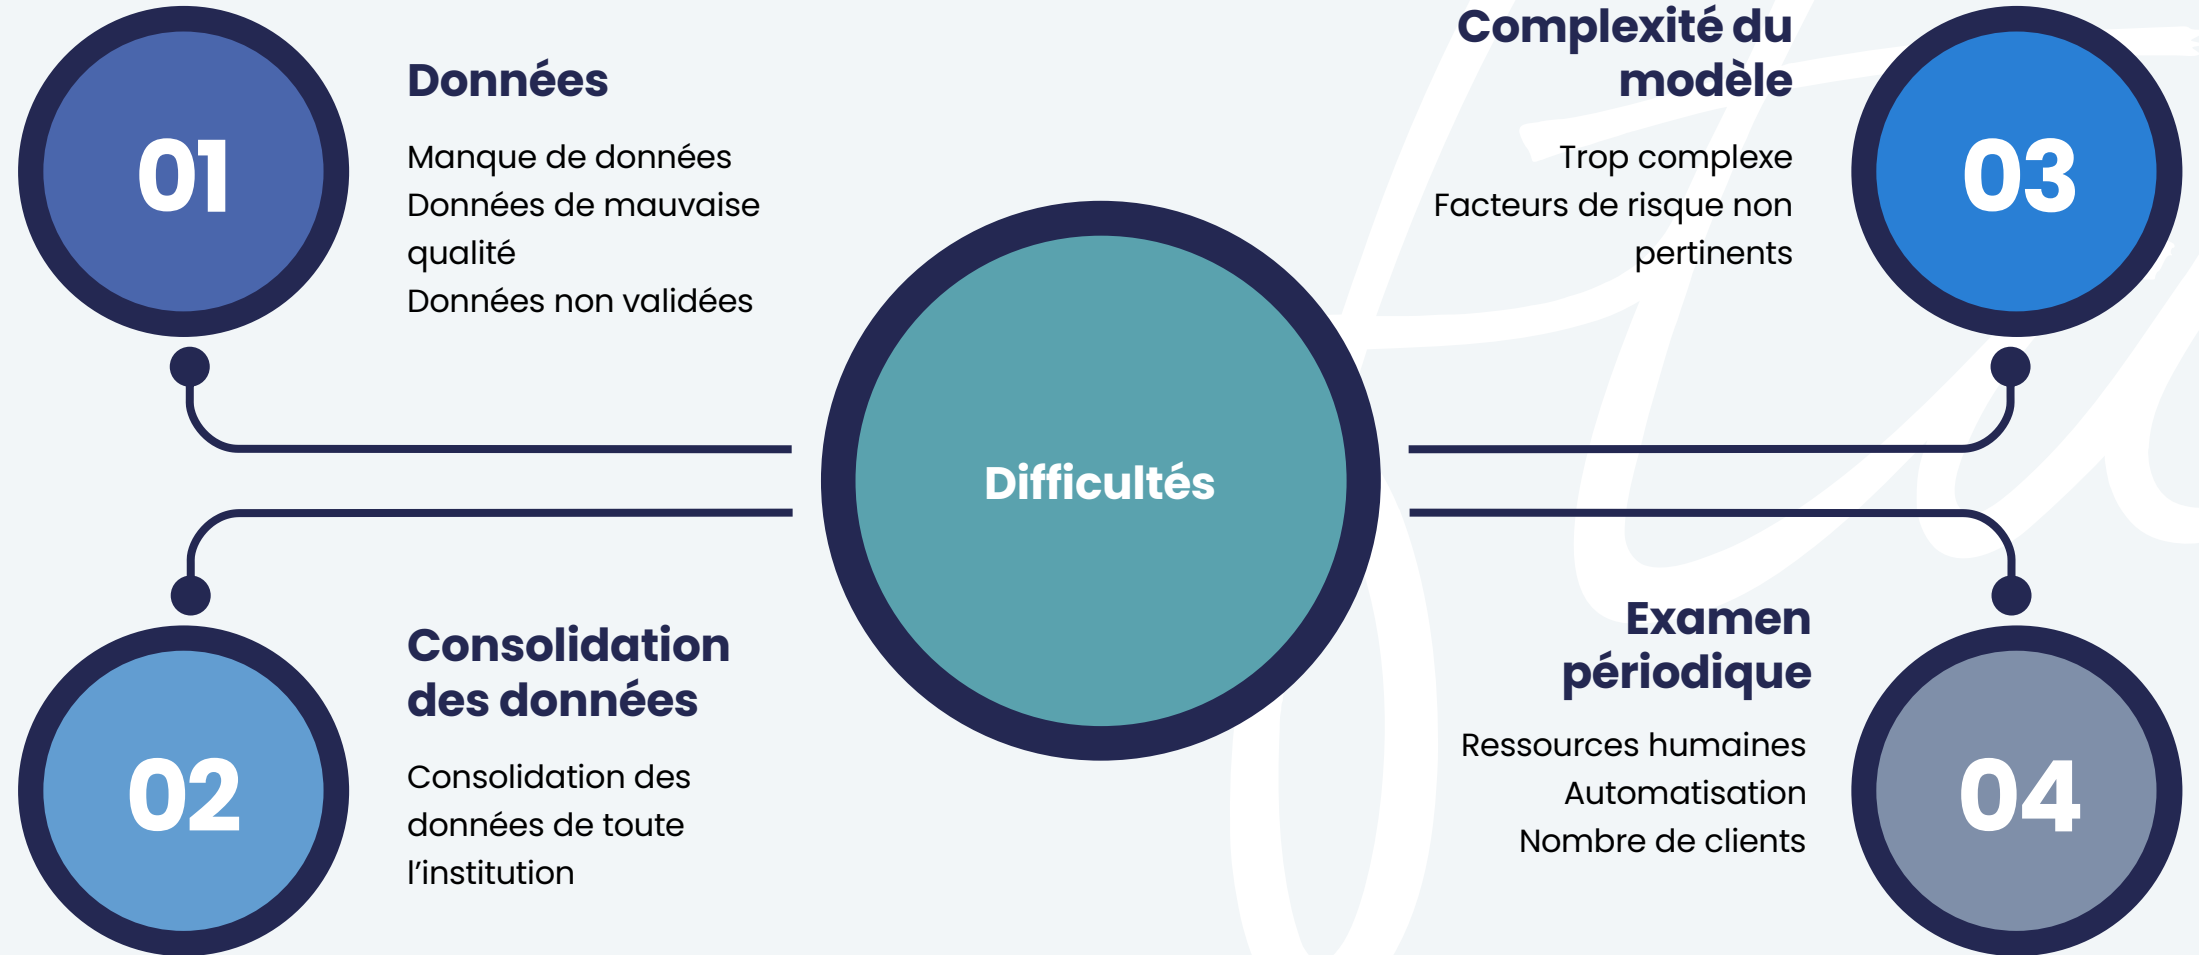 01
Données
Manque de données
Données de mauvaise
qualité
Données non validées
02
Consolidation
des données
Consolidation des
données de toute
l’institution
Difficultés
Complexité du
modèle
Trop complexe
Facteurs de risque non
pertinents
03
Examen
périodique
Ressources humaines
Automatisation
Nombre de clients
04